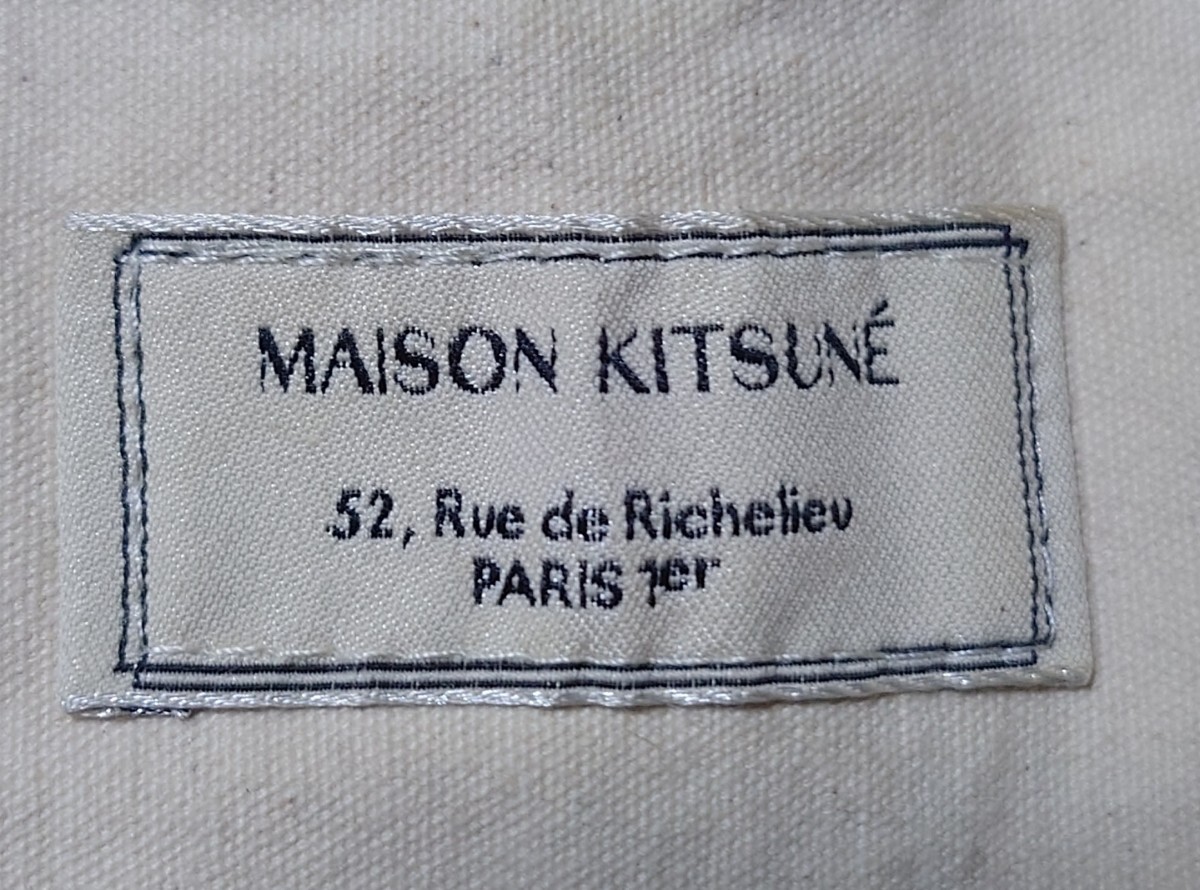 MAISON KITSUNÉ
52, Rue de Richelieu
PARIS 1er